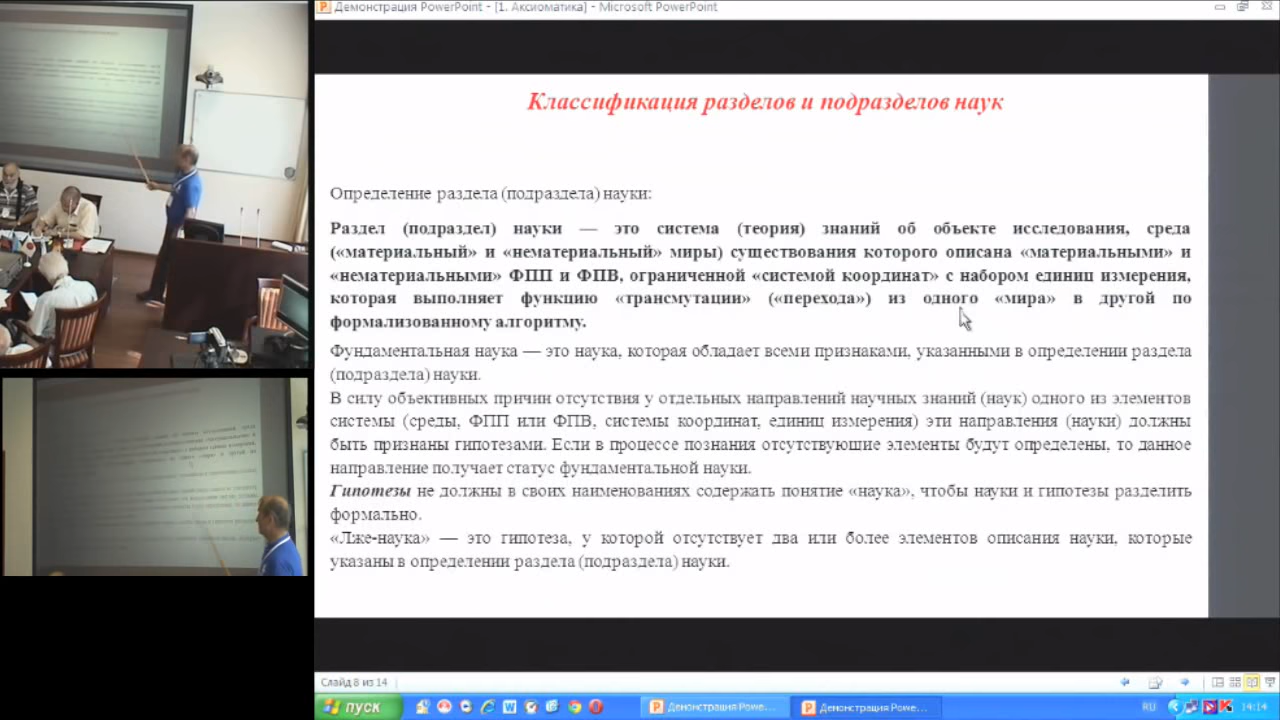 Демонстрация PowerPoint - [1. Аксиоматика] - Microsoft PowerPoint
Классификация разделов и подразделов наук
Определение раздела (подраздела) науки:
Раздел (подраздел) науки — это система (теория) знаний об объекте исследования, среда
(«материальный» и «нематериальный» миры) существования которого описана «материальными» и
«нематериальными» ФПП и ФПВ, ограниченной «системой координат» с набором единиц измерения,
которая выполняет функцию «трансмутации» («перехода») из одного «мира» в другой по
формализованному алгоритму.
Фундаментальная наука — это наука, которая обладает всеми признаками, указанными в определении раздела
(подраздела) науки.
В силу объективных причин отсутствия у отдельных направлений научных знаний (наук) одного из элементов
системы (среды, ФПП или ФПВ, системы координат, единиц измерения) эти направления (науки) должны
быть признаны гипотезами. Если в процессе познания отсутствующие элементы будут определены, то данное
направление получает статус фундаментальной науки.
Гипотезы не должны в своих наименованиях содержать понятие «наука», чтобы науки и гипотезы разделить
формально.
«Лже-наука» — это гипотеза, у которой отсутствует два или более элементов описания науки, которые
указаны в определении раздела (подраздела) науки.
Слайд 8 из 14
пуск
Демонстрация Powe...
Демонстрация Powe...
RU
14:14